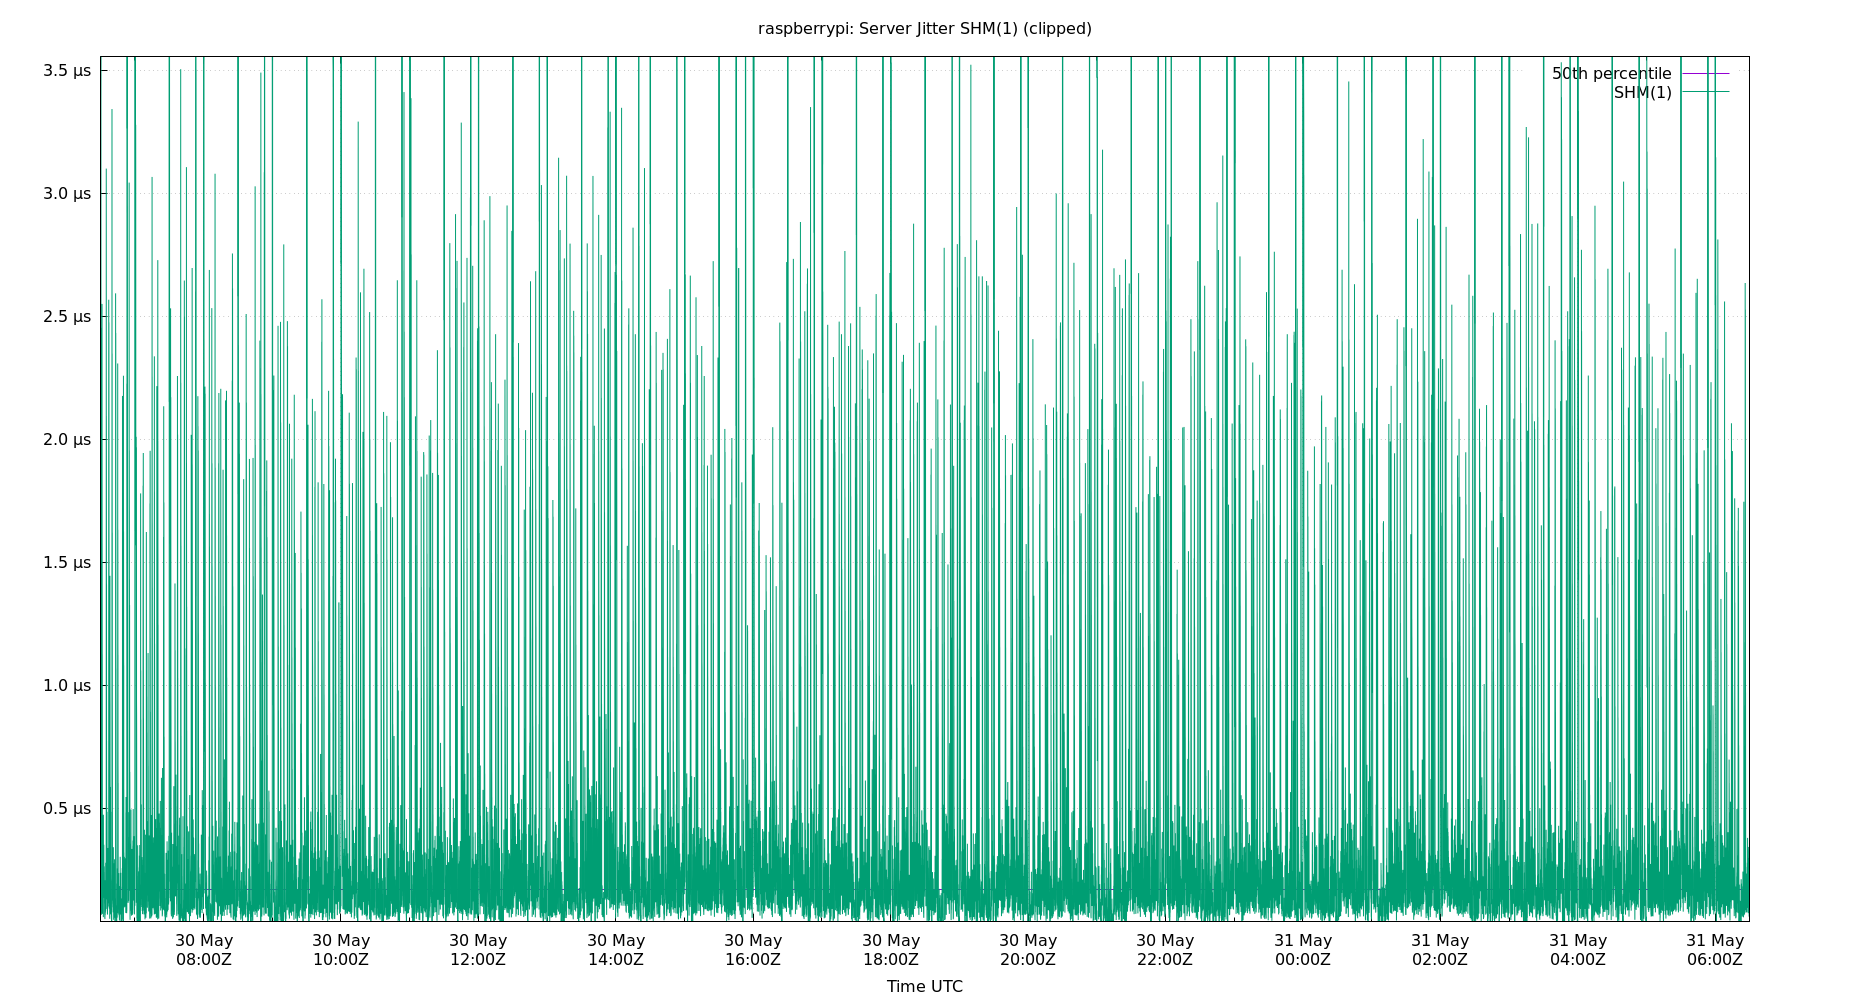 raspberrypi: Server Jitter SHM(1) (clipped)
50th percentile
SHM(1)
3.5 µs
3.0 µs
2.5 µs
2.0 µs
1.5 µs
1.0 µs
0.5 µs
30 May 30 May 30 May 30 May 30 May 30 May 30 May 30 May 31 May 31 May 31 May 31 May
08:00Z 10:00Z 12:00Z 14:00Z 16:00Z 18:00Z 20:00Z 22:00Z 00:00Z 02:00Z 04:00Z 06:00Z
Time UTC